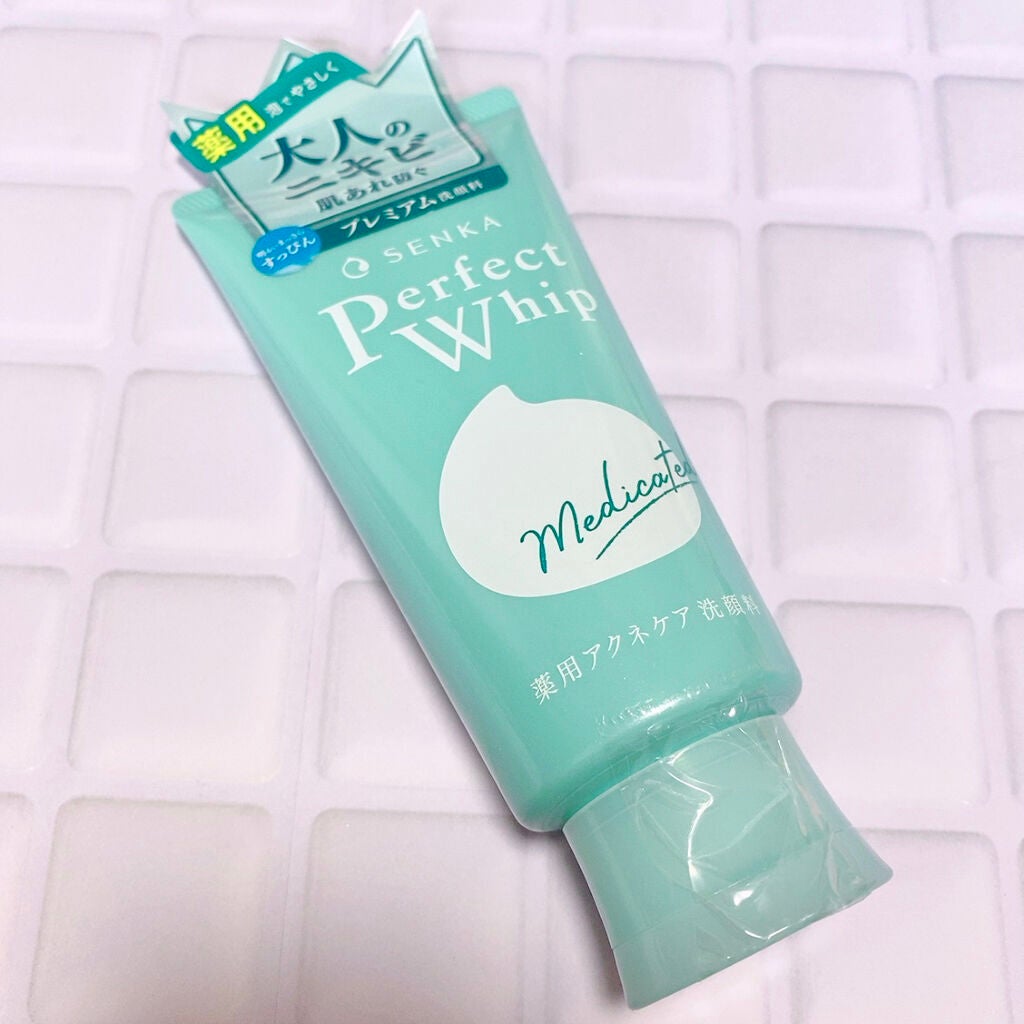 薬用 泡でやさしく
大人の
ニキビ
肌あれ防ぐ
プレミアム洗顔料
すっぴん
SENKA
Perfect
Whip
Medicated
薬用アクネケア 洗顔料